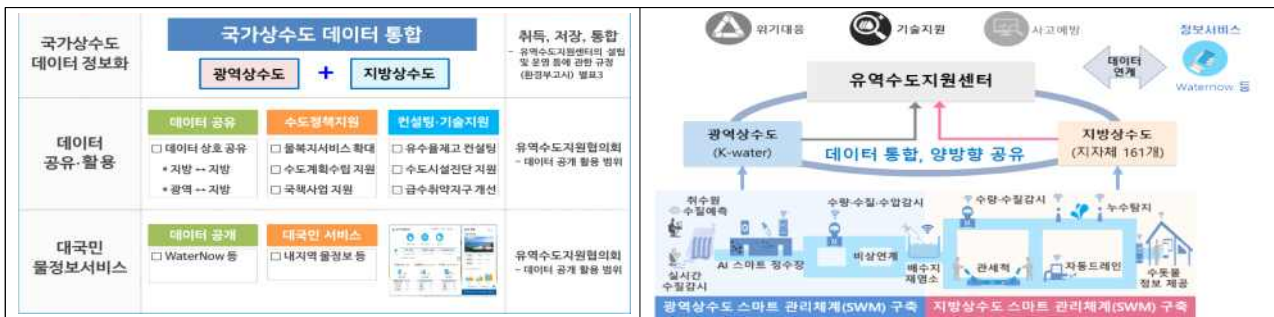 국가상수도
데이터 정보화
국가상수도 데이터 통합
광역상수도
+
지방상수도
취득, 저장, 통합
- 유역수도지원센터의 설립
및 운영 등에 관한 규정
(환경부고시) 별표3
데이터
공유·활용
데이터 공유
□ 데이터 상호 공유
* 지방 ↔ 지방
* 광역 ↔ 지방
수도정책지원
□ 물복지서비스 확대
□ 수도계획수립 지원
□ 국책사업 지원
컨설팅·기술지원
□ 유수율제고 컨설팅
□ 수도시설진단 지원
□ 급수취약지구 개선
유역수도지원협의회
- 데이터 공개 활용 범위
대국민
물정보서비스
데이터 공개
□ WaterNow 등
대국민 서비스
□ 내지역 물정보 등
유역수도지원협의회
- 데이터 공개 활용 범위
위기대응
기술지원
사고예방
정보서비스
데이터
연계
Waternow 등
유역수도지원센터
광역상수도
(K-water)
데이터 통합, 양방향 공유
지방상수도
(지자체 161개)
취수원
수질예측
실시간
수질감시
AI 스마트 정수장
수량·수질·수압감시
비상연계
배수지
재염소
수량·수질감시
관세척
누수탐지
자동드레인
수돗물
정보 제공
광역상수도 스마트 관리체계(SWM) 구축
지방상수도 스마트 관리체계(SWM) 구축